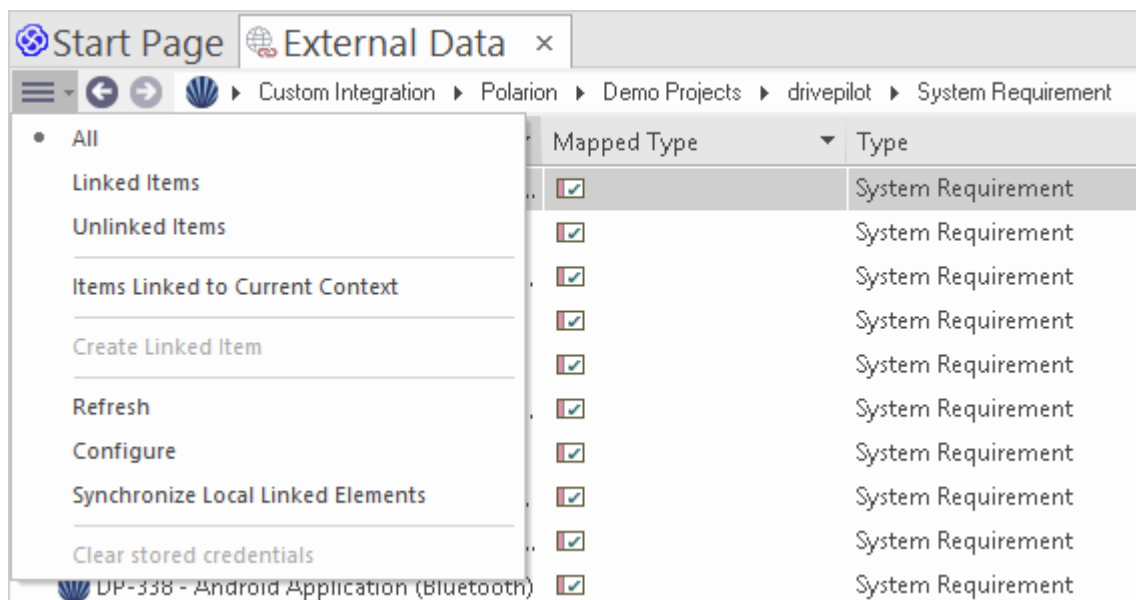 Start Page External Data ×
Custom Integration Polarion Demo Projects drivepilot System Requirement
All Mapped Type Type
Linked Items System Requirement
Unlinked Items System Requirement
Items Linked to Current Context System Requirement
System Requirement
Create Linked Item
System Requirement
Refresh System Requirement
Configure System Requirement
Synchronize Local Linked Elements System Requirement
Clear stored credentials System Requirement
DP-338 - Android Application (Bluetooth) System Requirement